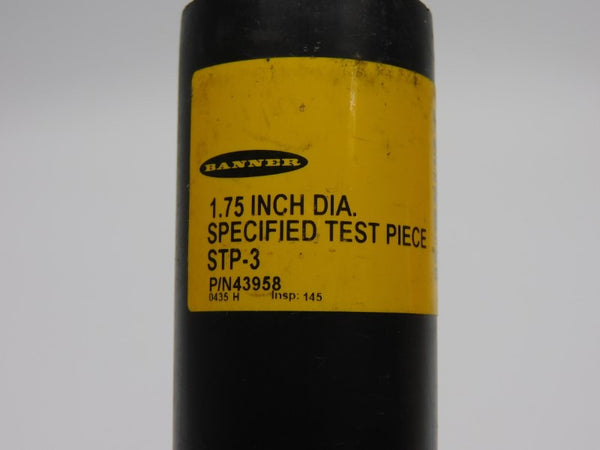 BANNER
1.75 INCH DIA.
SPECIFIED TEST PIECE
STP-3
P/N43958
0435 H Insp: 145